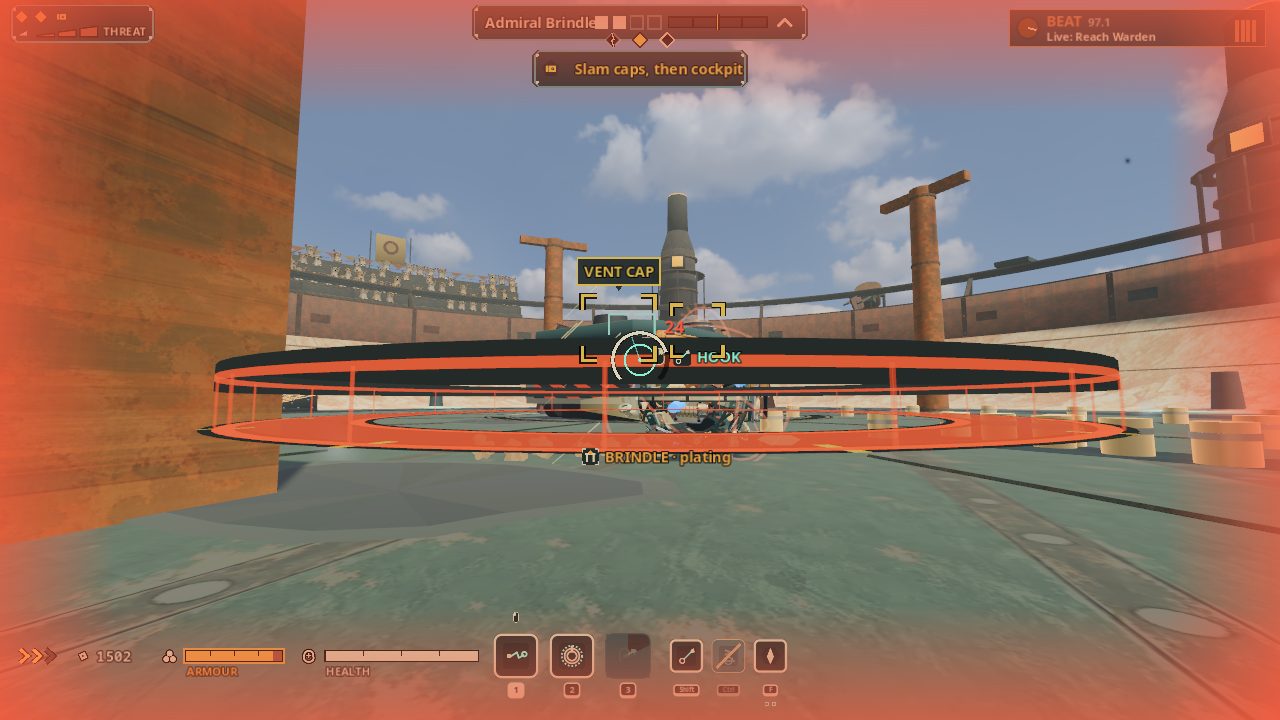 THREAT
Admiral Brindle
BEAT 97.1
Live: Reach Warden
Slam caps, then cockpit
VENT CAP
24
HOOK
BRINDLE · plating
1502
ARMOUR
HEALTH
1
2
3
Shift
Ctrl
F